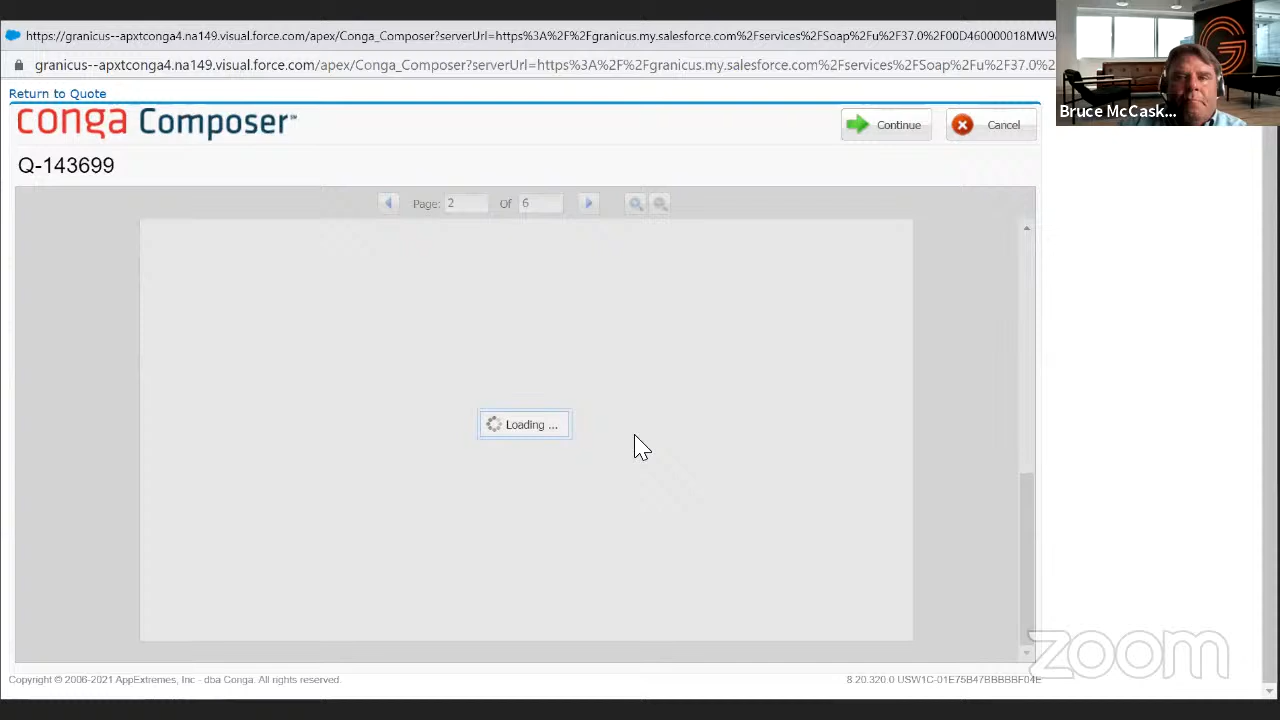 https://granicus--apxtconga4.na149.visual.force.com/apex/Conga_Composer?serverUrl=https%3A%2F%2Fgranicus.my.salesforce.com%2Fservices%2FSoap%2Fu%2F37.0%2F00D460000018MW9
granicus--apxtconga4.na149.visual.force.com/apex/Conga_Composer?serverUrl=https%3A%2F%2Fgranicus.my.salesforce.com%2Fservices%2FSoap%2Fu%2F37.0%2
Bruce McCask...
Return to Quote
conga Composer℠
Continue
Cancel
Q-143699
Page: 2 Of 6
Loading ...
zoom
Copyright © 2006-2021 AppExtremes, Inc - dba Conga. All rights reserved.
8.20.320.0 USW1C-01E75B47BBBBBF04E